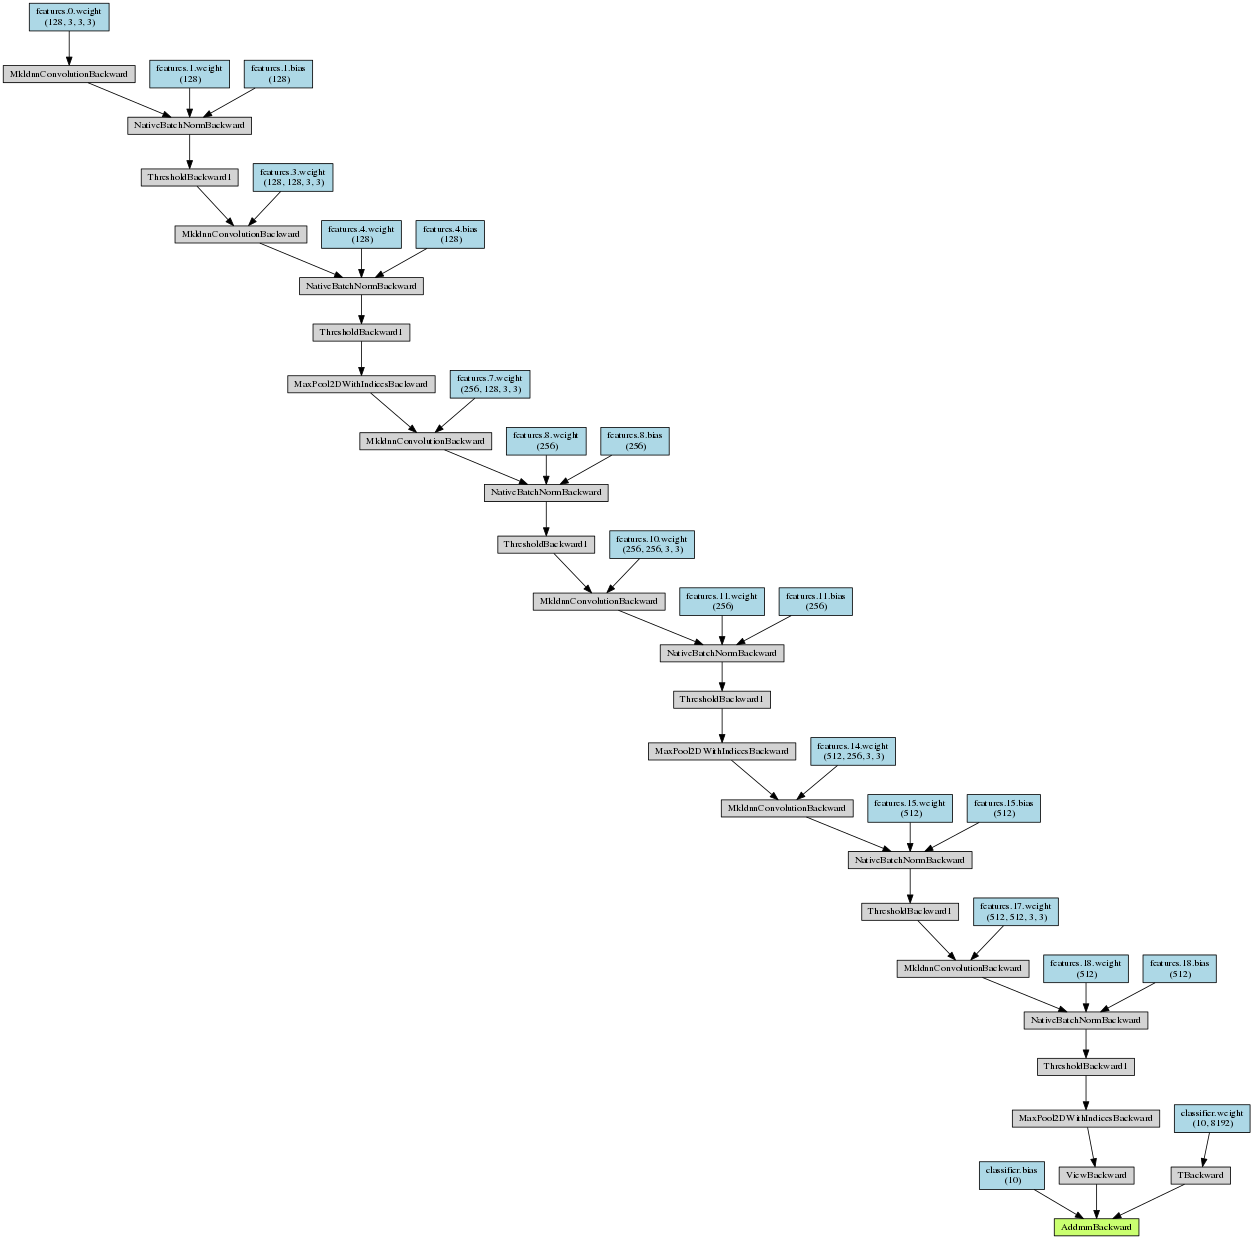 features.0.weight
(128, 3, 3, 3)
MkldnnConvolutionBackward
features.1.weight
(128)
features.1.bias
(128)
NativeBatchNormBackward
ThresholdBackward1
features.3.weight
(128, 128, 3, 3)
MkldnnConvolutionBackward
features.4.weight
(128)
features.4.bias
(128)
NativeBatchNormBackward
ThresholdBackward1
MaxPool2DWithIndicesBackward
features.7.weight
(256, 128, 3, 3)
MkldnnConvolutionBackward
features.8.weight
(256)
features.8.bias
(256)
NativeBatchNormBackward
ThresholdBackward1
features.10.weight
(256, 256, 3, 3)
MkldnnConvolutionBackward
features.11.weight
(256)
features.11.bias
(256)
NativeBatchNormBackward
ThresholdBackward1
MaxPool2DWithIndicesBackward
features.14.weight
(512, 256, 3, 3)
MkldnnConvolutionBackward
features.15.weight
(512)
features.15.bias
(512)
NativeBatchNormBackward
ThresholdBackward1
features.17.weight
(512, 512, 3, 3)
MkldnnConvolutionBackward
features.18.weight
(512)
features.18.bias
(512)
NativeBatchNormBackward
ThresholdBackward1
MaxPool2DWithIndicesBackward
classifier.weight
(10, 8192)
classifier.bias
(10)
ViewBackward
TBackward
AddmmBackward